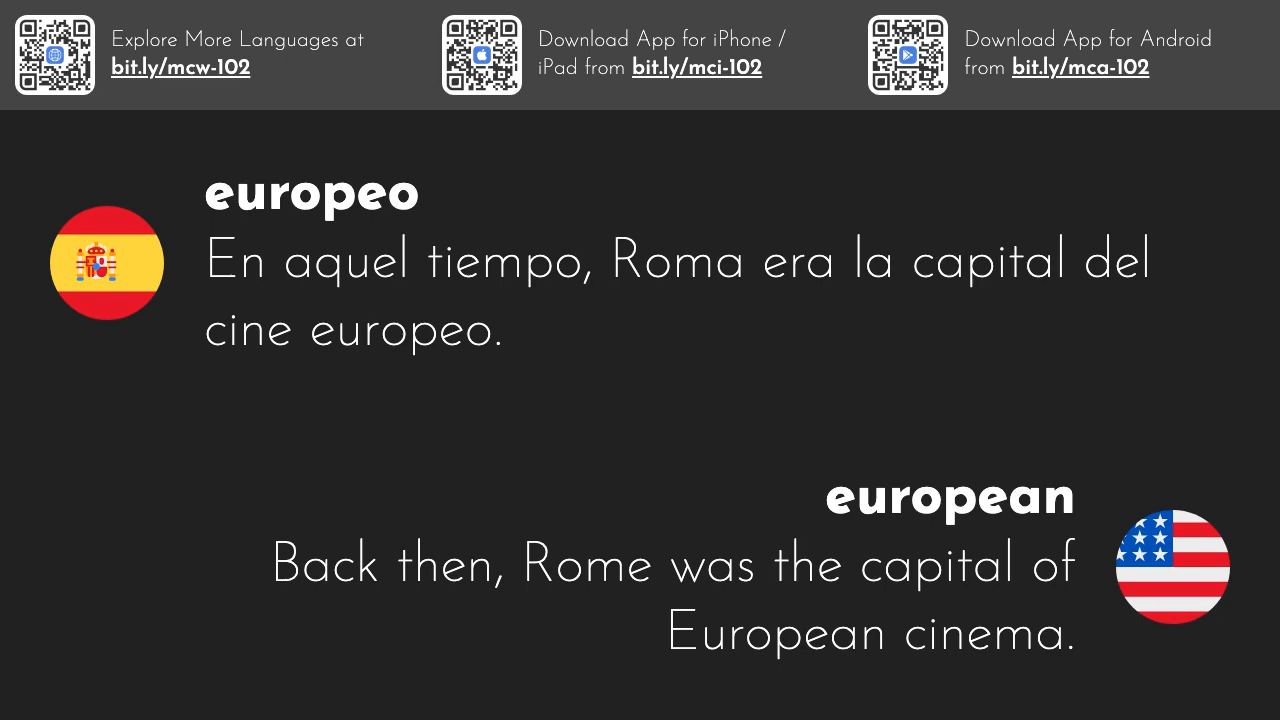 Explore More Languages at
bit.ly/mcw-102
Download App for iPhone /
iPad from bit.ly/mci-102
Download App for Android
from bit.ly/mca-102
europeo
En aquel tiempo, Roma era la capital del
cine europeo.
european
Back then, Rome was the capital of
European cinema.